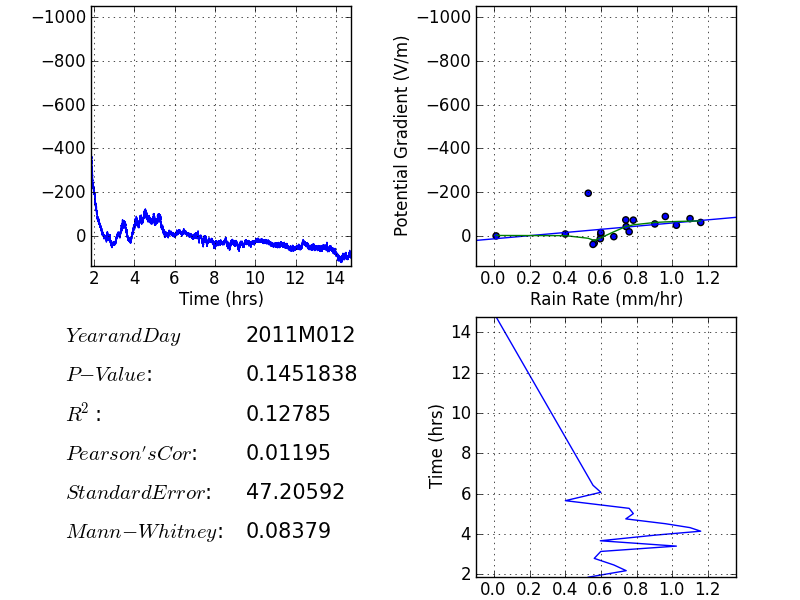 −1000
−800
−600
−400
−200
0
2 4 6 8 10 12 14
Time (hrs)
Potential Gradient (V/m)
−1000
−800
−600
−400
−200
0
0.0 0.2 0.4 0.6 0.8 1.0 1.2
Rain Rate (mm/hr)
YearandDay 2011M012
P−Value: 0.1451838
R²: 0.12785
Pearson'sCor: 0.01195
StandardError: 47.20592
Mann−Whitney: 0.08379
Time (hrs)
14
12
10
8
6
4
2
0.0 0.2 0.4 0.6 0.8 1.0 1.2